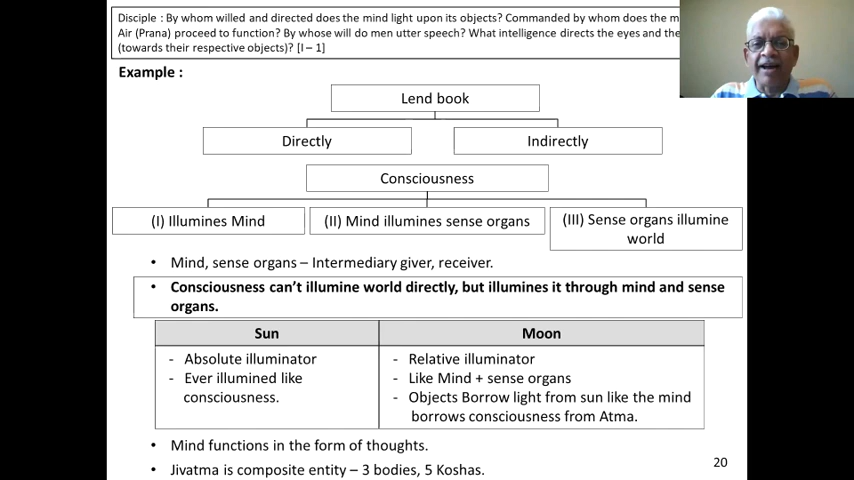 Disciple : By whom willed and directed does the mind light upon its objects? Commanded by whom does the m
Air (Prana) proceed to function? By whose will do men utter speech? What intelligence directs the eyes and the
(towards their respective objects)? [I – 1]
Example :
Lend book
Directly
Indirectly
Consciousness
(I) Illumines Mind
(II) Mind illumines sense organs
(III) Sense organs illumine
world
• Mind, sense organs – Intermediary giver, receiver.
• Consciousness can’t illumine world directly, but illumines it through mind and sense
organs.
Sun
Moon
- Absolute illuminator
- Ever illumined like
consciousness.
- Relative illuminator
- Like Mind + sense organs
- Objects Borrow light from sun like the mind
borrows consciousness from Atma.
• Mind functions in the form of thoughts.
• Jivatma is composite entity – 3 bodies, 5 Koshas.
20